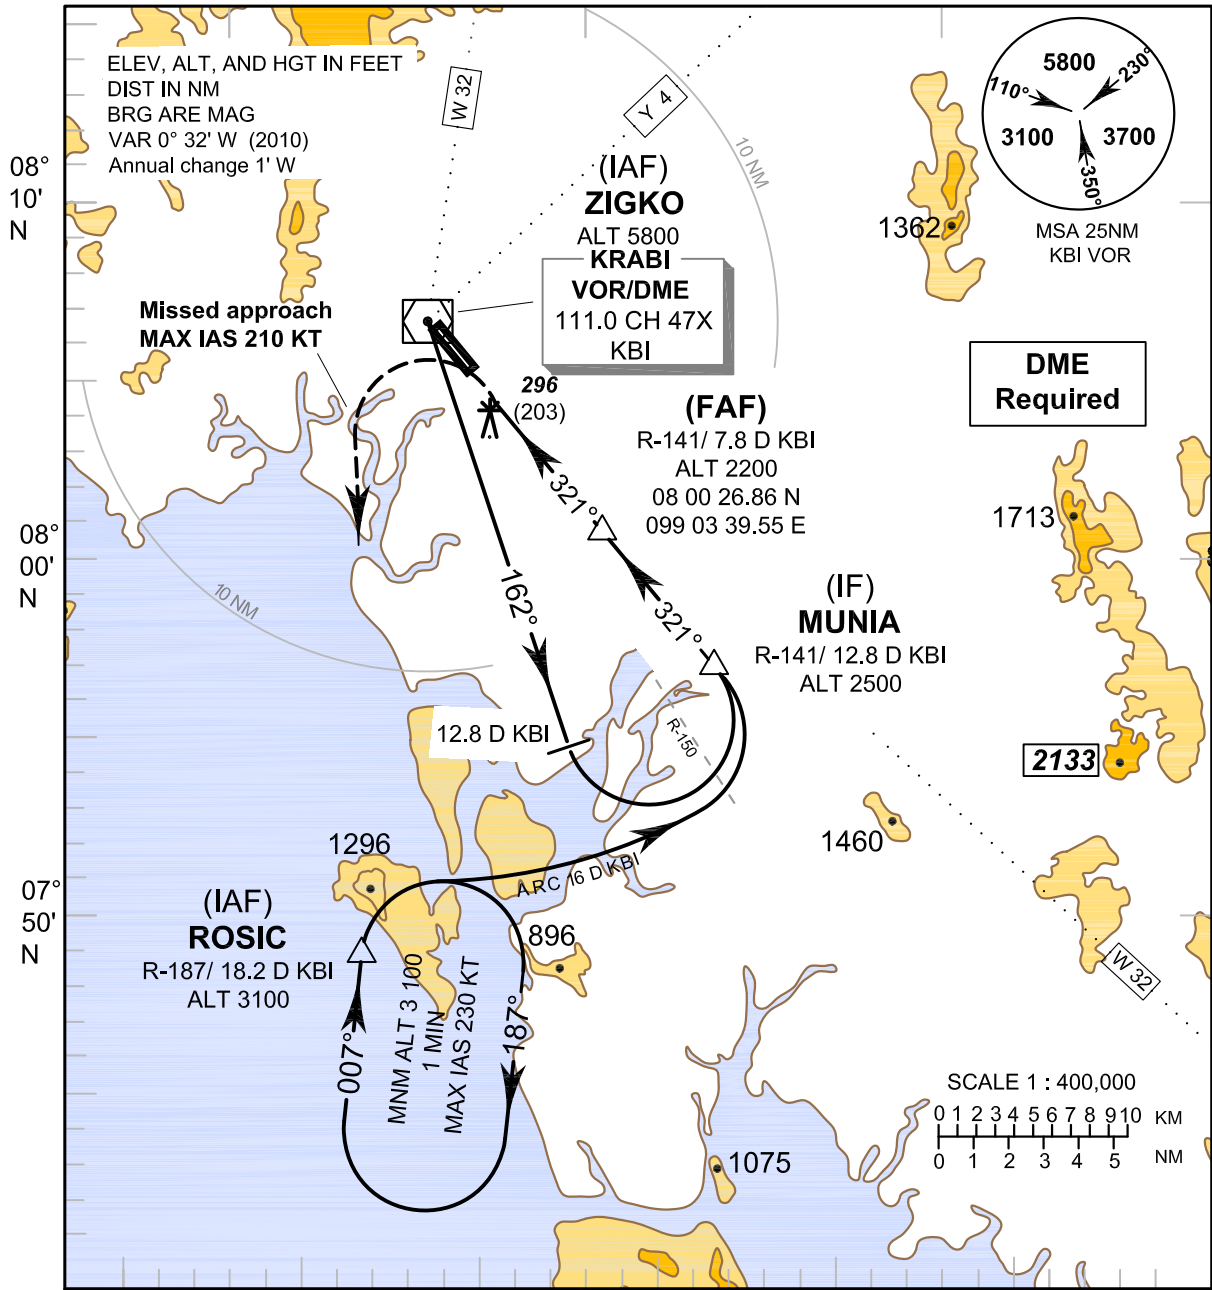 ELEV, ALT, AND HGT IN FEET
DIST IN NM
BRG ARE MAG
VAR 0° 32' W (2010)
Annual change 1' W
W 32
Y 4
10 NM
5800
230°
110°
3100
3700
350°
MSA 25NM
KBI VOR
08°
10'
N
(IAF)
ZIGKO
ALT 5800
KRABI
VOR/DME
111.0 CH 47X
KBI
1362
Missed approach
MAX IAS 210 KT
DME
Required
296
(203)
(FAF)
R-141/ 7.8 D KBI
ALT 2200
08 00 26.86 N
099 03 39.55 E
321°
1713
08°
00'
N
10 NM
162°
321°
(IF)
MUNIA
R-141/ 12.8 D KBI
ALT 2500
12.8 D KBI
R-150
2133
1460
1296
ARC 16 D KBI
07°
50'
N
(IAF)
ROSIC
R-187/ 18.2 D KBI
ALT 3100
896
W 32
007°
MNM ALT 3 100
1 MIN
MAX IAS 230 KT
187°
SCALE 1 : 400,000
0 1 2 3 4 5 6 7 8 9 10 KM
0 1 2 3 4 5 NM
1075